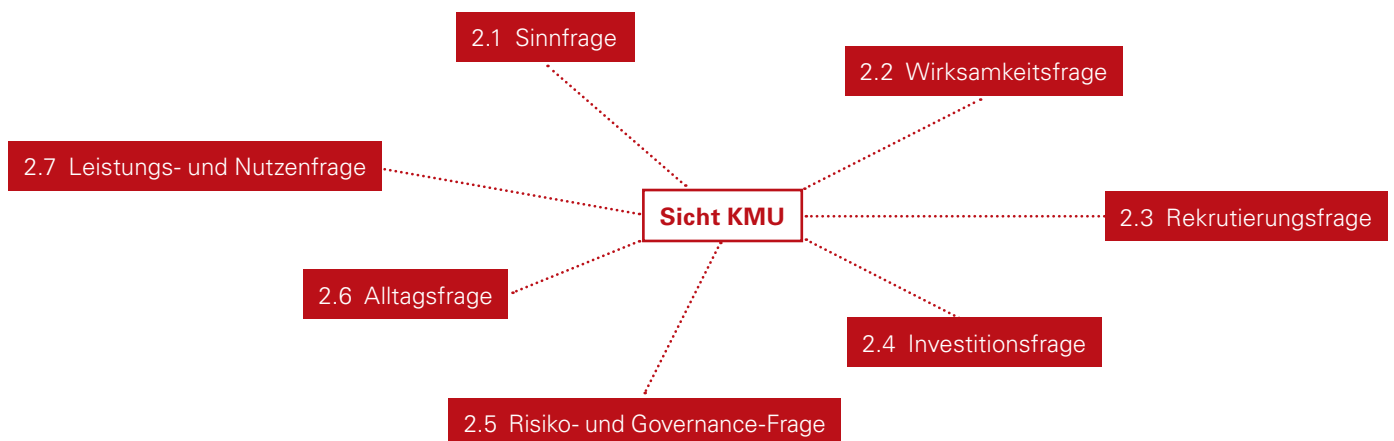 2.1 Sinnfrage
2.2 Wirksamkeitsfrage
2.7 Leistungs- und Nutzenfrage
Sicht KMU
2.3 Rekrutierungsfrage
2.6 Alltagsfrage
2.4 Investitionsfrage
2.5 Risiko- und Governance-Frage